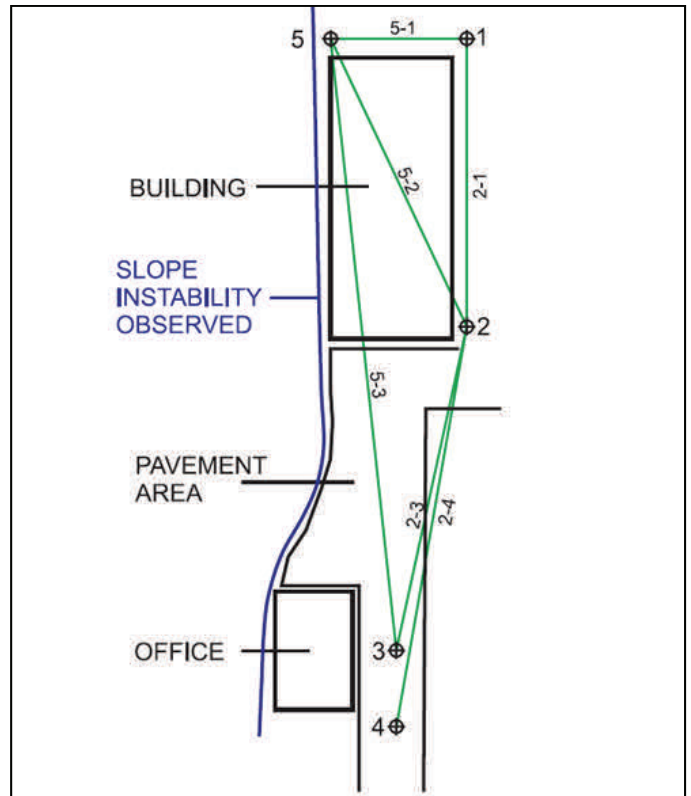 5
5-1
1
BUILDING
5-2
2-1
SLOPE
INSTABILITY
OBSERVED
2
5-3
PAVEMENT
AREA
2-3
2-4
OFFICE
3
4